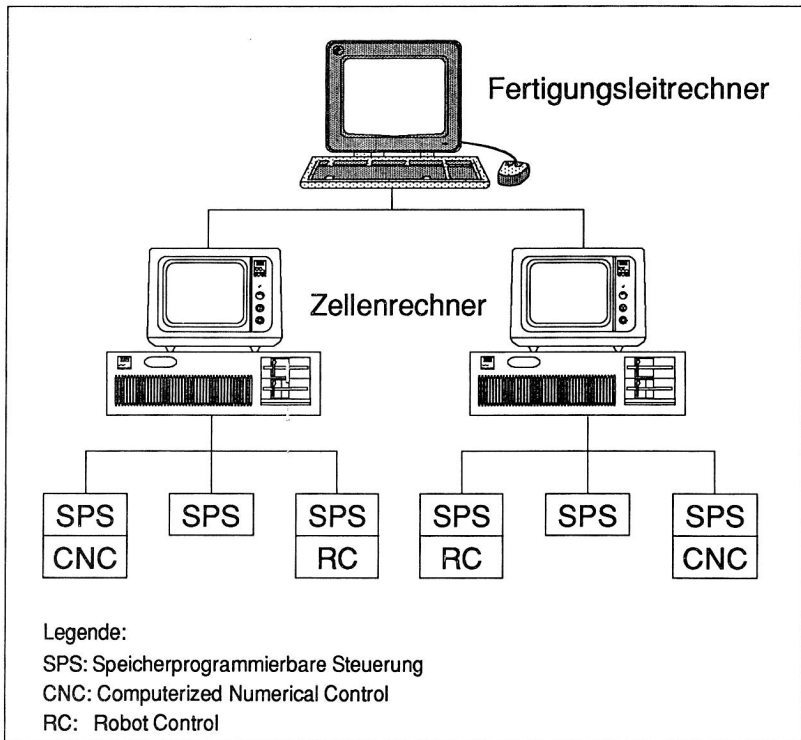 Fertigungsleitrechner
Zellenrechner
SPS SPS SPS SPS SPS SPS
CNC RC RC CNC
Legende:
SPS: Speicherprogrammierbare Steuerung
CNC: Computerized Numerical Control
RC: Robot Control